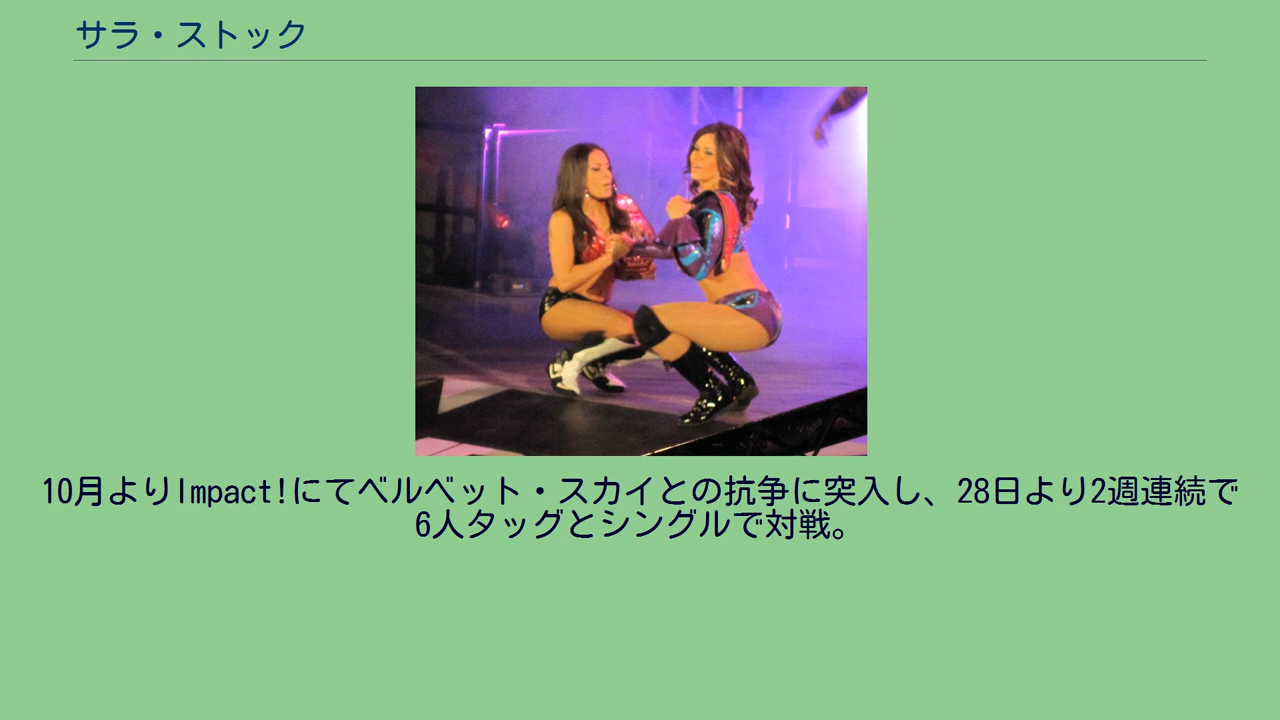 サラ・ストック
10月よりImpact!にてベルベット・スカイとの抗争に突入し、28日より2週連続で
6人タッグとシングルで対戦。